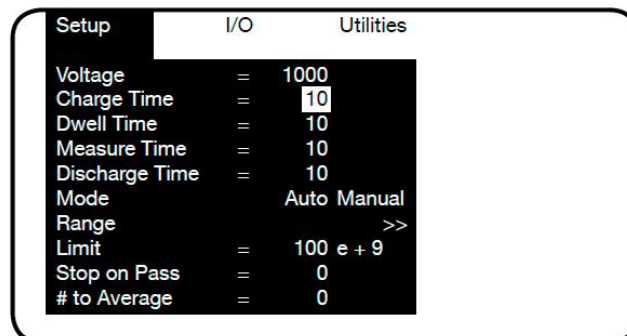 Setup I/O Utilities
Voltage = 1000
Charge Time = 10
Dwell Time = 10
Measure Time = 10
Discharge Time = 10
Mode Auto Manual
Range >>
Limit = 100 e + 9
Stop on Pass = 0
# to Average = 0